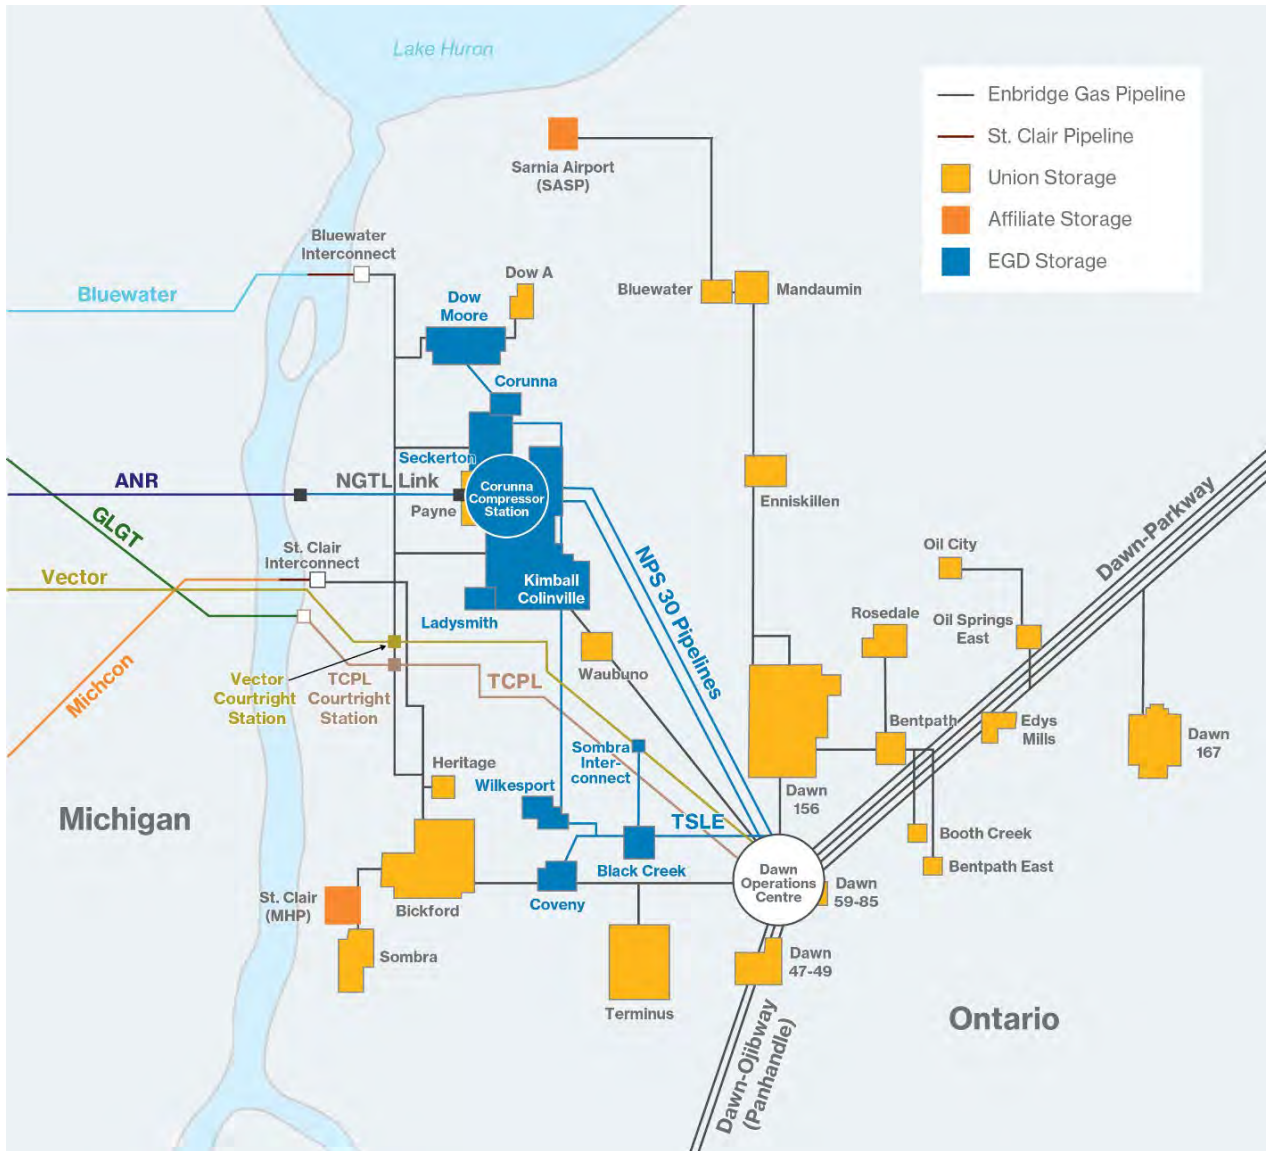 Lake Huron
Enbridge Gas Pipeline
St. Clair Pipeline
Union Storage
Affiliate Storage
EGD Storage
Sarnia Airport
(SASP)
Bluewater
Interconnect
Bluewater
Dow A
Dow
Moore
Bluewater
Mandaumin
Corunna
Seckerton
ANR
NGTL Link
Corunna
Compressor
Station
Payne
Enniskillen
GLGT
Vector
St. Clair
Interconnect
Kimball
Colinville
Ladysmith
NPS 30 Pipelines
Dawn-Parkway
Oil City
Oil Springs
East
Rosedale
Waubuno
Michcon
Vector
Courtright
Station
TCPL
Courtright
Station
TCPL
Bentpath
Edys
Mills
Dawn
167
Sombra
Inter-
connect
Heritage
Wilkesport
Dawn
156
Michigan
TSLE
Booth Creek
Bentpath East
Black Creek
Dawn
Operations
Centre
Dawn
59-85
St. Clair
(MHP)
Bickford
Coveny
Sombra
Dawn
47-49
Terminus
Ontario
Dawn-Ojibway
(Panhandle)